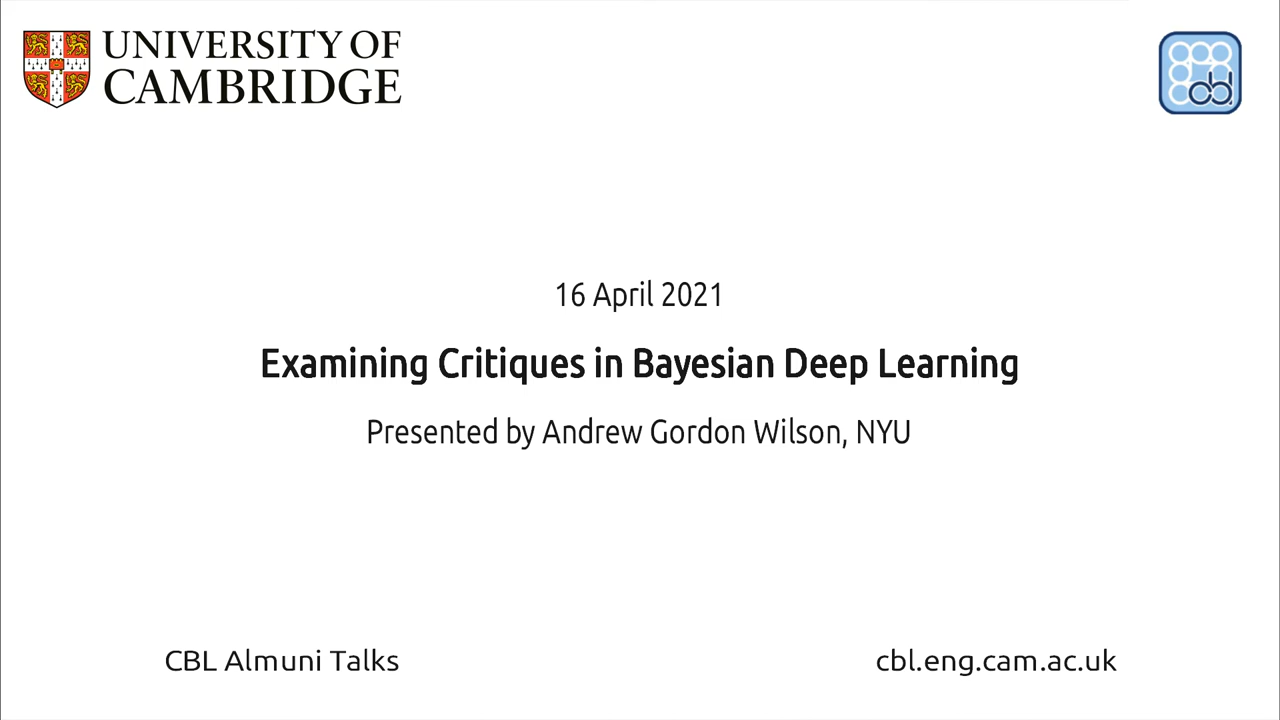 UNIVERSITY OF
CAMBRIDGE
cbl
16 April 2021
Examining Critiques in Bayesian Deep Learning
Presented by Andrew Gordon Wilson, NYU
CBL Almuni Talks
cbl.eng.cam.ac.uk